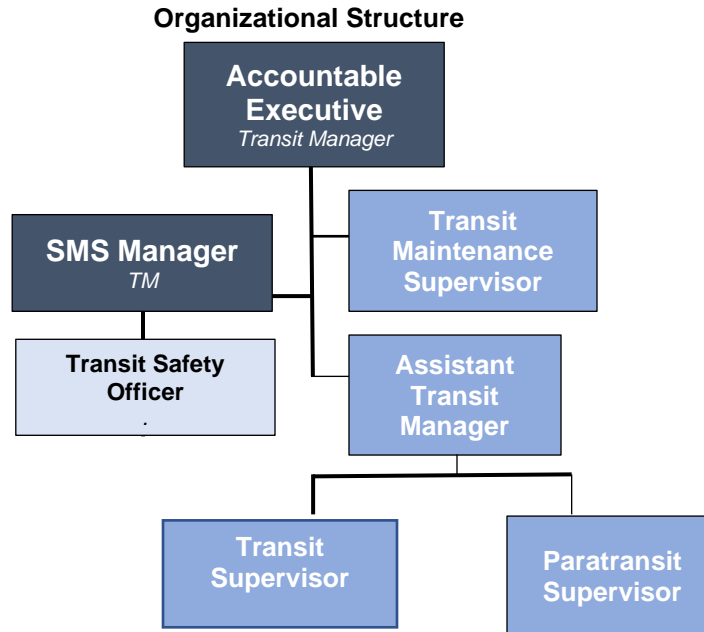 Organizational Structure
Accountable
Executive
Transit Manager
SMS Manager
TM
Transit Safety
Officer
.
Transit
Maintenance
Supervisor
Assistant
Transit
Manager
Transit
Supervisor
Paratransit
Supervisor